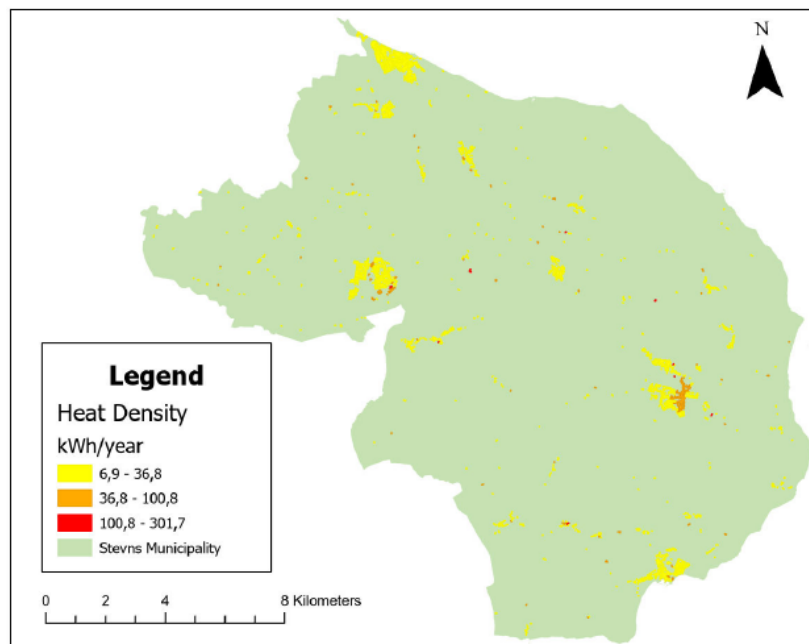 N
Legend
Heat Density
kWh/year
6,9 - 36,8
36,8 - 100,8
100,8 - 301,7
Stevns Municipality
0 2 4 8 Kilometers